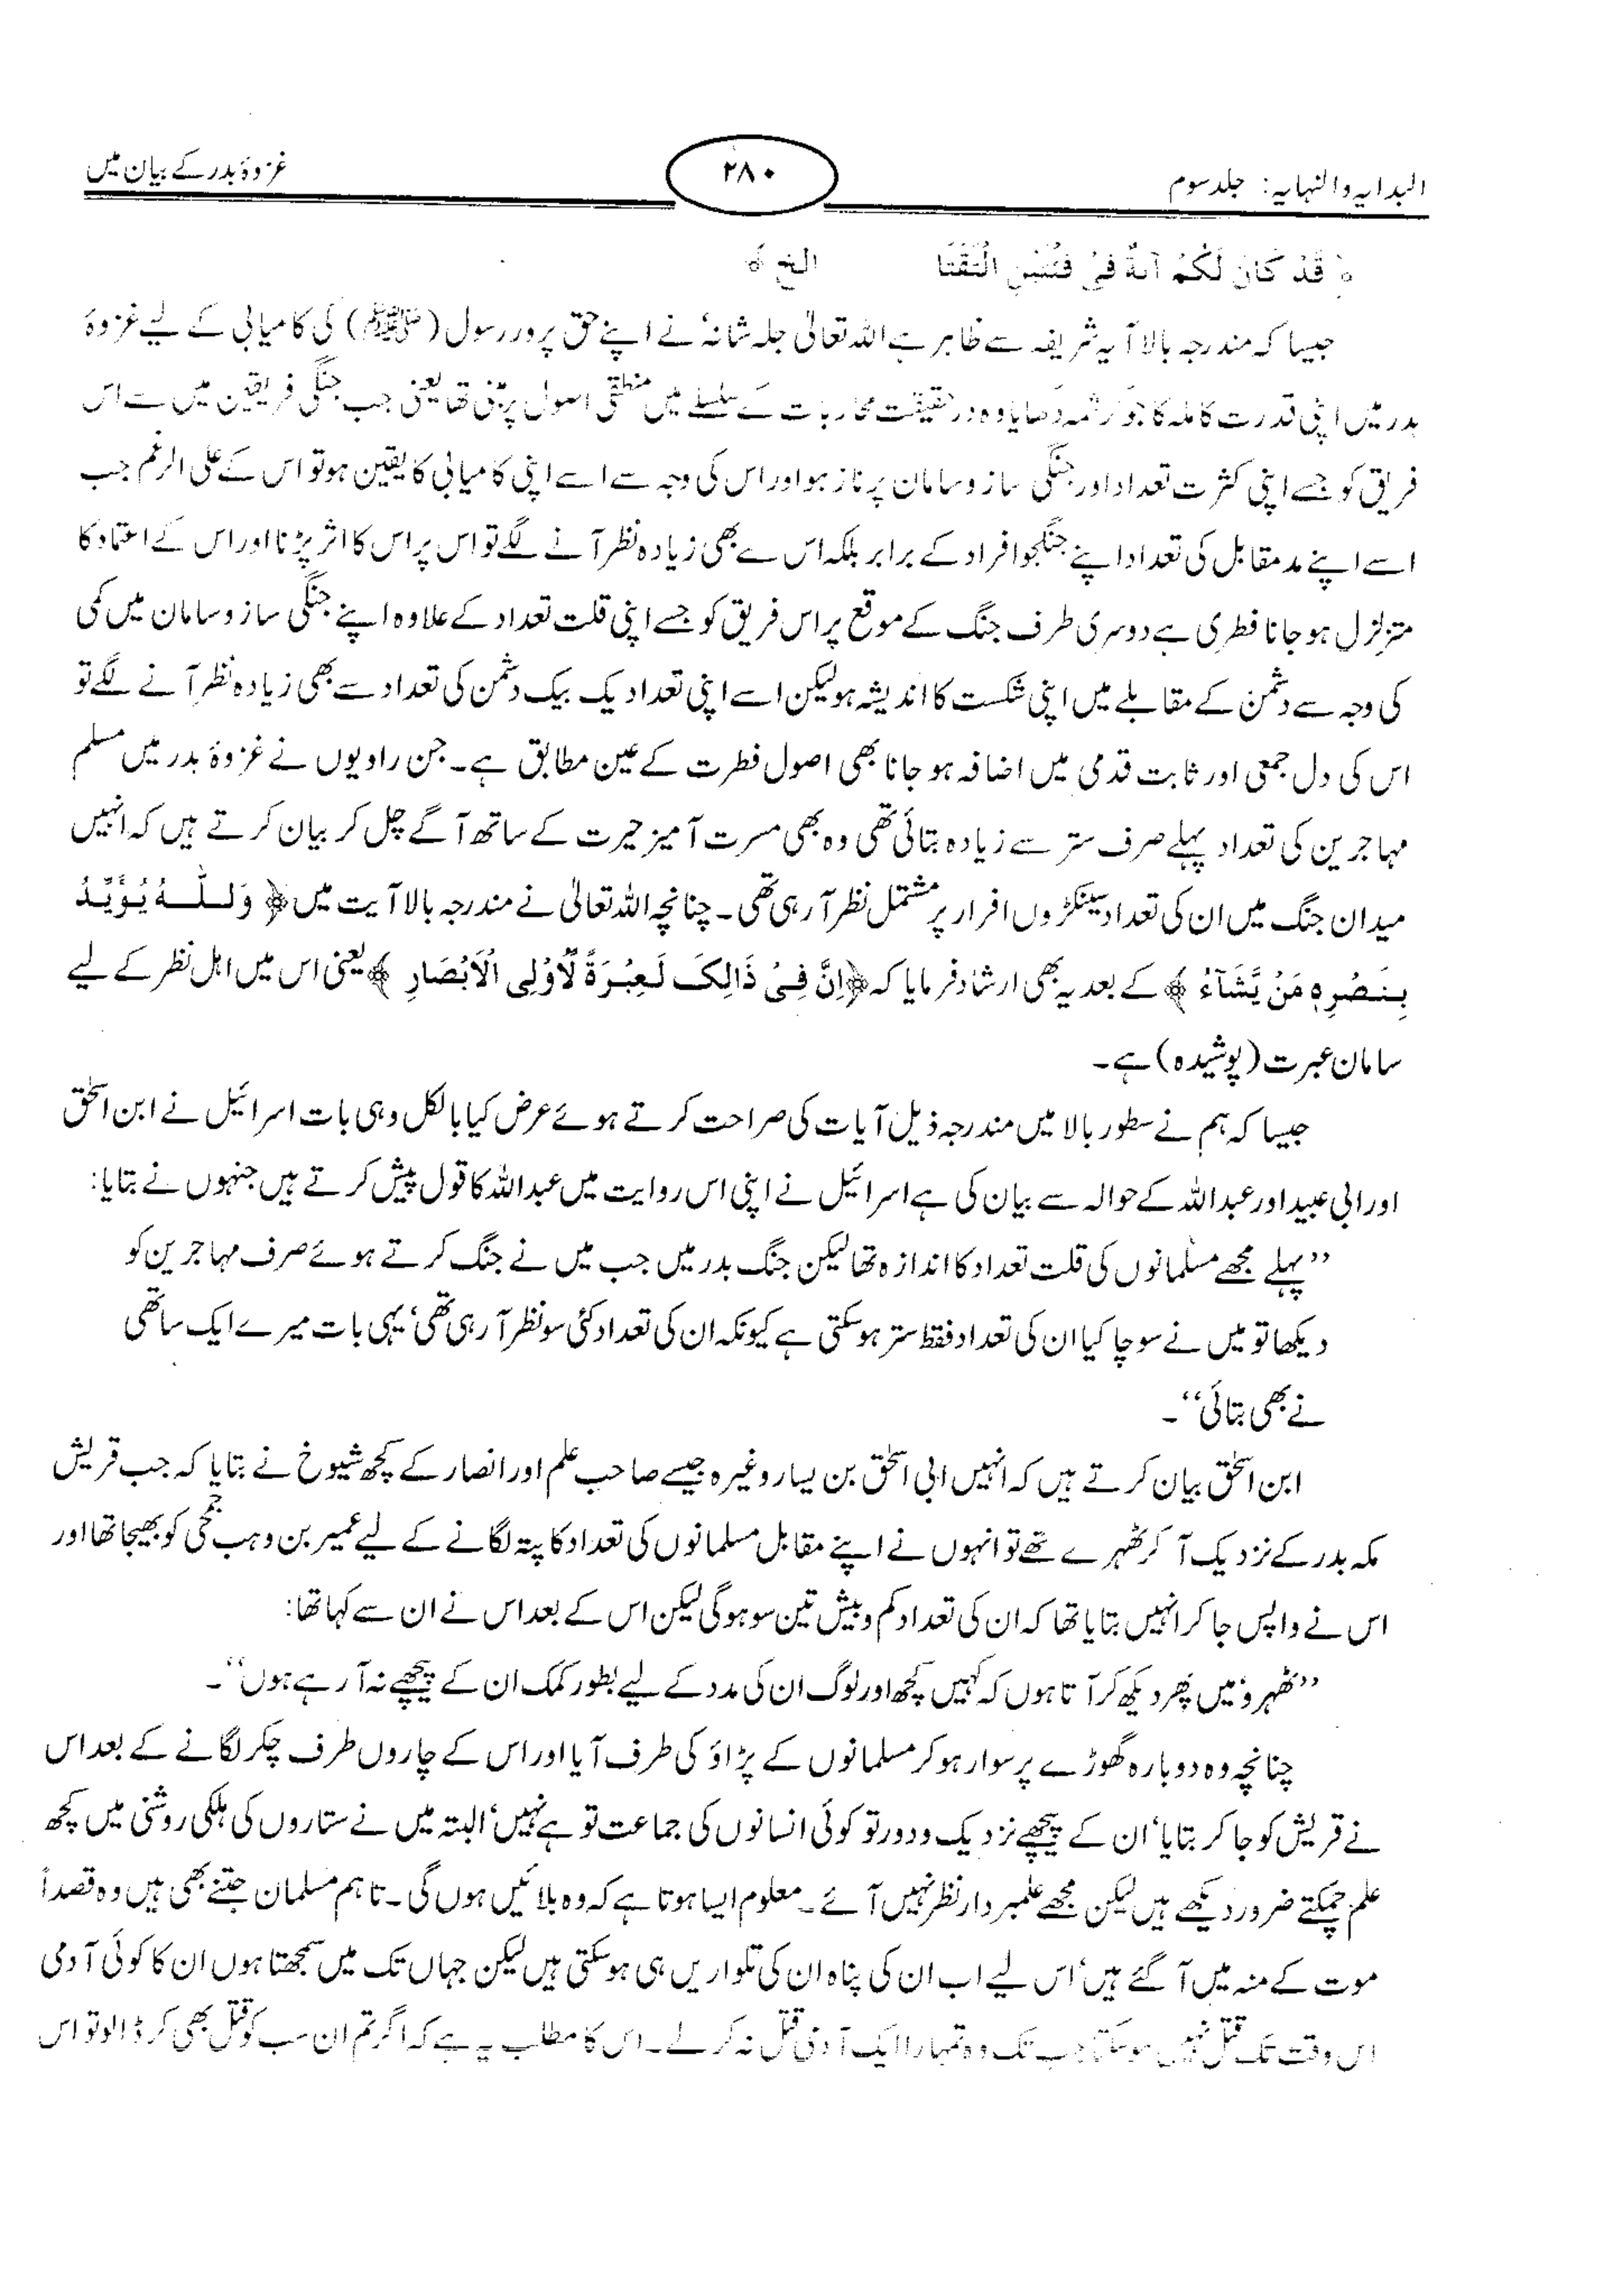 البدایہ والنہایہ: جلد سوم ۲۸۰ غزوۂ بدر کے بیان میں
﴿ قَدْ كَانَ لَكُمْ آيَةٌ فِيْ فِئَتَيْنِ الْتَقَتَا الخ ﴾
جیسا کہ مندرجہ بالا آیہ شریفہ سے ظاہر ہے اللہ تعالیٰ جلہ شانہ' نے اپنے حق پرور رسول (ﷺ) کی کامیابی کے لیے غزوۂ
بدر میں اپنی قدرت کاملہ کا جو کرشمہ دکھایا وہ در حقیقت محاربات کے سلسلے میں منطقی اصول پر مبنی تھا یعنی جب جنگی فریقین میں سے اس
فریق کو جسے اپنی کثرت تعداد اور جنگی ساز و سامان پر ناز ہو اور اس کی وجہ سے اسے اپنی کامیابی کا یقین ہو تو اس کے علی الرغم جب
اسے اپنے مد مقابل کی تعداد اپنے جنگجو افراد کے برابر بلکہ اس سے بھی زیادہ نظر آنے لگے تو اس پر اس کا اثر پڑنا اور اس کے اعتماد کا
متزلزل ہو جانا فطری ہے دوسری طرف جنگ کے موقع پر اس فریق کو جسے اپنی قلت تعداد کے علاوہ اپنے جنگی ساز و سامان میں کمی
کی وجہ سے دشمن کے مقابلے میں اپنی شکست کا اندیشہ ہو لیکن اسے اپنی تعداد یک بیک دشمن کی تعداد سے بھی زیادہ نظر آنے لگے تو
اس کی دل جمعی اور ثابت قدمی میں اضافہ ہو جانا بھی اصول فطرت کے عین مطابق ہے۔ جن راویوں نے غزوۂ بدر میں مسلم
مہاجرین کی تعداد پہلے صرف ستر سے زیادہ بتائی تھی وہ بھی مسرت آمیز حیرت کے ساتھ آگے چل کر بیان کرتے ہیں کہ انہیں
میدان جنگ میں ان کی تعداد سینکڑوں افرار پر مشتمل نظر آ رہی تھی۔ چنانچہ اللہ تعالیٰ نے مندرجہ بالا آیت میں ﴿ وَلـلّٰـهُ يُؤَيِّـدُ
بِـنَـصْـرِهٖ مَنْ يَّشَآءُ ﴾ کے بعد یہ بھی ارشاد فرمایا کہ ﴿اِنَّ فِـىْ ذَالِكَ لَـعِبْـرَةً لِّاُوْلِى الْاَبْصَارِ ﴾ یعنی اس میں اہل نظر کے لیے
سامان عبرت (پوشیدہ) ہے۔
جیسا کہ ہم نے سطور بالا میں مندرجہ ذیل آیات کی صراحت کرتے ہوئے عرض کیا بالکل وہی بات اسرائیل نے ابن اسحٰق
اور ابی عبید اور عبداللہ کے حوالہ سے بیان کی ہے اسرائیل نے اپنی اس روایت میں عبداللہ کا قول پیش کرتے ہیں جنہوں نے بتایا:
’’پہلے مجھے مسلمانوں کی قلت تعداد کا اندازہ تھا لیکن جنگ بدر میں جب میں نے جنگ کرتے ہوئے صرف مہاجرین کو
دیکھا تو میں نے سوچا کیا ان کی تعداد فقط ستر ہو سکتی ہے کیونکہ ان کی تعداد کئی سو نظر آ رہی تھی‘ یہی بات میرے ایک ساتھی
نے بھی بتائی‘‘۔
ابن اسحٰق بیان کرتے ہیں کہ انہیں ابی اسحٰق بن یسار وغیرہ جیسے صاحب علم اور انصار کے کچھ شیوخ نے بتایا کہ جب قریش
مکہ بدر کے نزدیک آ کر ٹھہرے تھے تو انہوں نے اپنے مقابل مسلمانوں کی تعداد کا پتہ لگانے کے لیے عمیر بن وہب جمحی کو بھیجا تھا اور
اس نے واپس جا کر انہیں بتایا تھا کہ ان کی تعداد کم و بیش تین سو ہو گی لیکن اس کے بعد اس نے ان سے کہا تھا:
’’ٹھہرو‘ میں پھر دیکھ کر آتا ہوں کہ کہیں کچھ اور لوگ ان کی مدد کے لیے بطور کمک ان کے پیچھے نہ آ رہے ہوں‘‘۔
چنانچہ وہ دوبارہ گھوڑے پر سوار ہو کر مسلمانوں کے پڑاؤ کی طرف آیا اور اس کے چاروں طرف چکر لگانے کے بعد اس
نے قریش کو جا کر بتایا‘ ان کے پیچھے نزدیک و دور تو کوئی انسانوں کی جماعت تو ہے نہیں‘ البتہ میں نے ستاروں کی ہلکی روشنی میں کچھ
علم چمکتے ضرور دیکھے ہیں لیکن مجھے علمبردار نظر نہیں آئے۔ معلوم ایسا ہوتا ہے کہ وہ بلائیں ہوں گی۔ تاہم مسلمان جتنے بھی ہیں وہ قصداً
موت کے منہ میں آ گئے ہیں‘ اس لیے اب ان کی پناہ ان کی تلواریں ہی ہو سکتی ہیں لیکن جہاں تک میں سمجھتا ہوں ان کا کوئی آدمی
اس وقت تک قتل نہیں ہو سکتا جب تک وہ تمہارا ایک آدمی قتل نہ کر لے۔ اس کا مطلب یہ ہے کہ اگر تم ان سب کو قتل بھی کر ڈالو تو اس